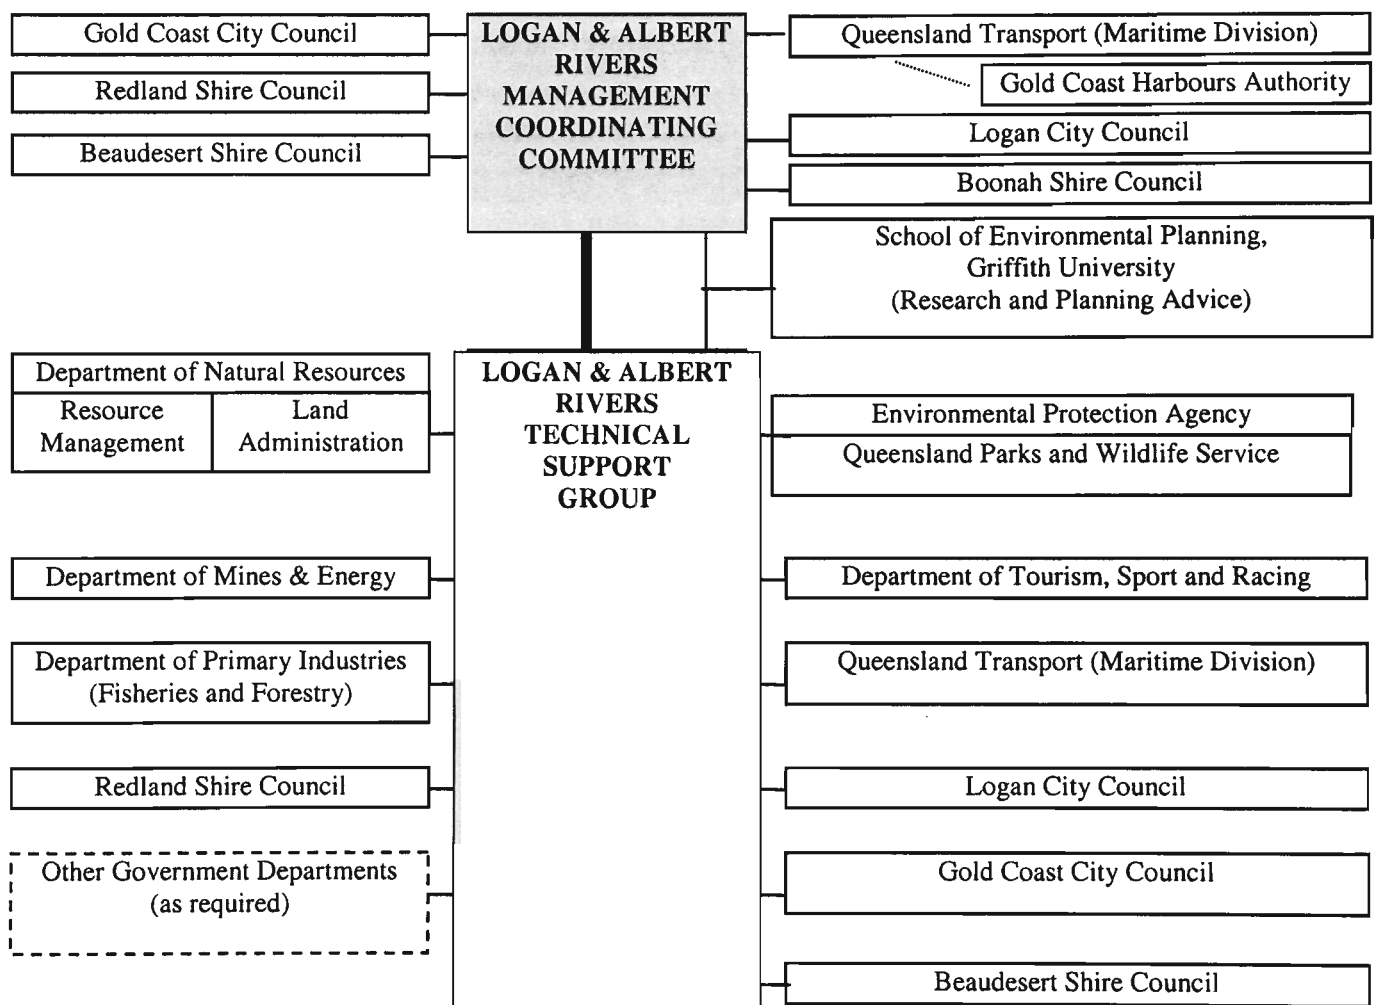 Gold Coast City Council
Redland Shire Council
Beaudesert Shire Council
LOGAN & ALBERT
RIVERS
MANAGEMENT
COORDINATING
COMMITTEE
Queensland Transport (Maritime Division)
Gold Coast Harbours Authority
Logan City Council
Boonah Shire Council
School of Environmental Planning,
Griffith University
(Research and Planning Advice)
Department of Natural Resources
Resource
Management
Land
Administration
LOGAN & ALBERT
RIVERS
TECHNICAL
SUPPORT
GROUP
Environmental Protection Agency
Queensland Parks and Wildlife Service
Department of Mines & Energy
Department of Tourism, Sport and Racing
Department of Primary Industries
(Fisheries and Forestry)
Queensland Transport (Maritime Division)
Redland Shire Council
Logan City Council
Other Government Departments
(as required)
Gold Coast City Council
Beaudesert Shire Council